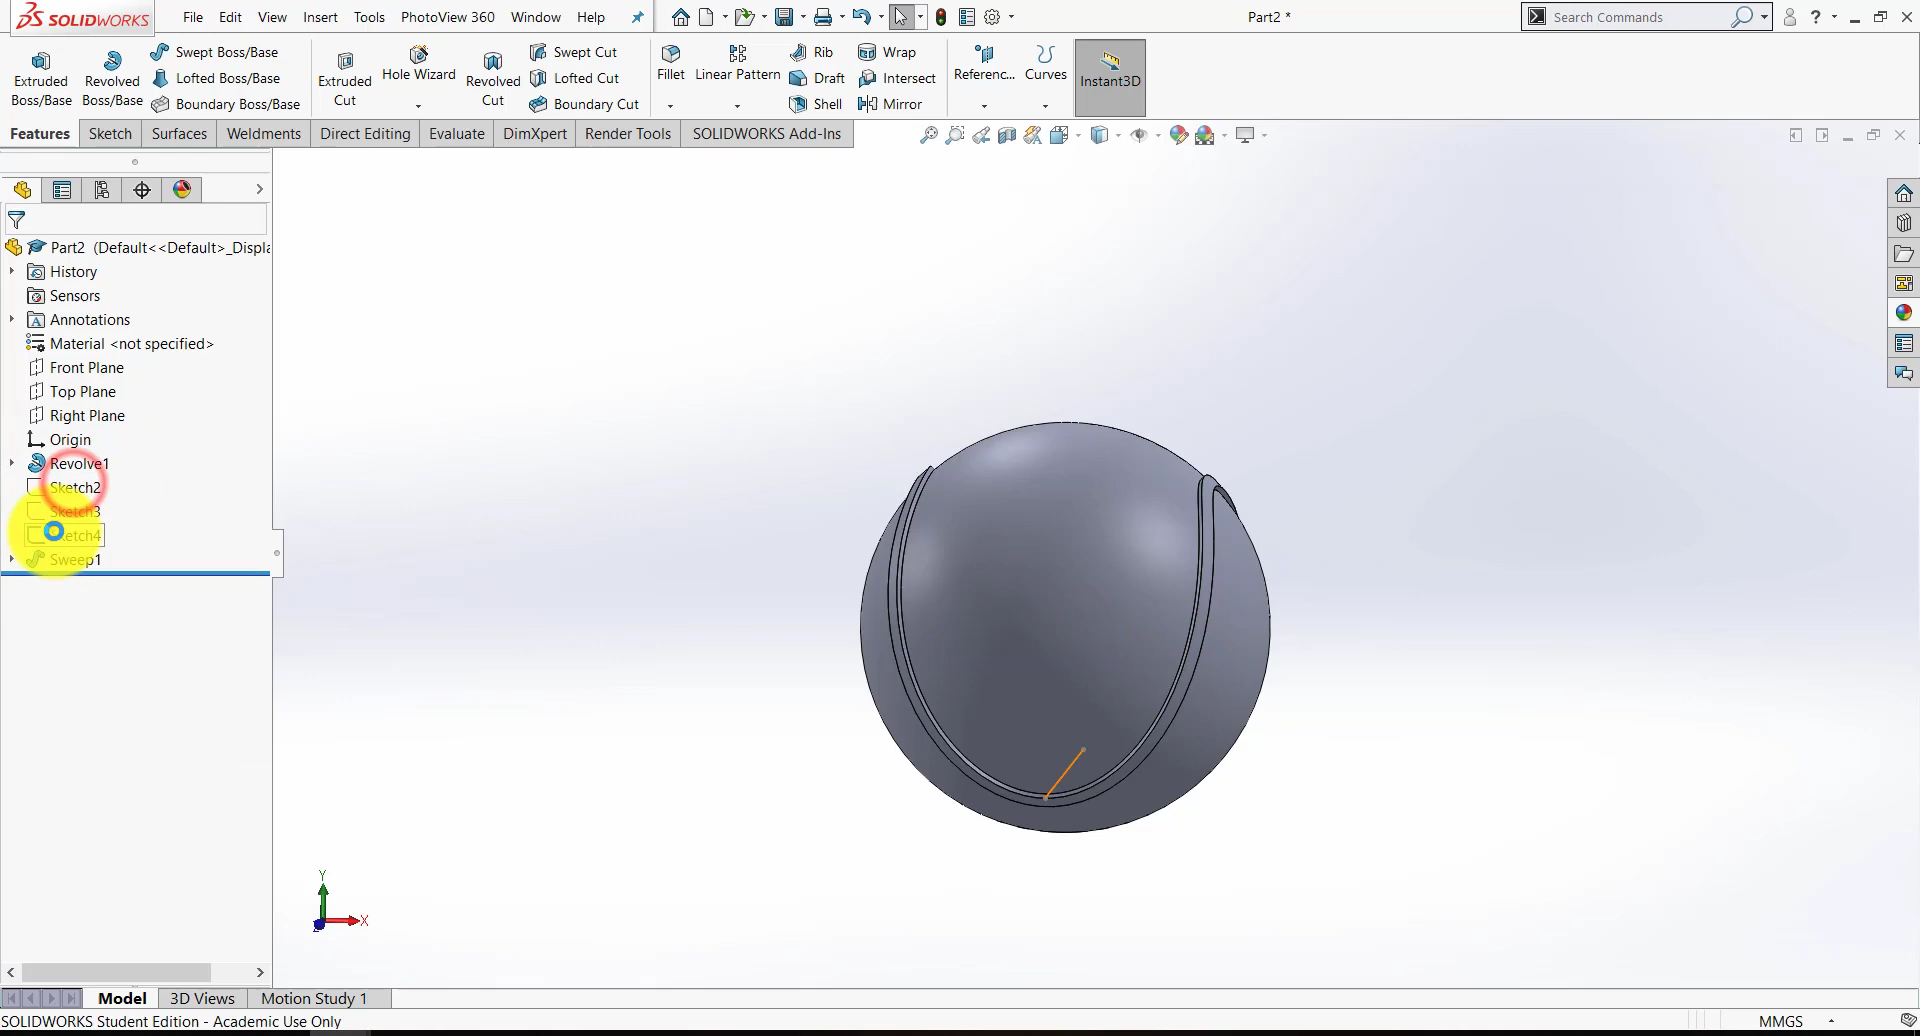 SOLIDWORKS File Edit View Insert Tools PhotoView 360 Window Help Part2 * Search Commands ?
Extruded Boss/Base
Revolved Boss/Base
Swept Boss/Base
Lofted Boss/Base
Boundary Boss/Base
Extruded Cut
Hole Wizard
Revolved Cut
Swept Cut
Lofted Cut
Boundary Cut
Fillet
Linear Pattern
Rib
Draft
Shell
Wrap
Intersect
Mirror
Referenc...
Curves
Instant3D
Features Sketch Surfaces Weldments Direct Editing Evaluate DimXpert Render Tools SOLIDWORKS Add-Ins
Part2 (Default<<Default>_Displa
History
Sensors
Annotations
Material <not specified>
Front Plane
Top Plane
Right Plane
Origin
Revolve1
Sketch2
Sketch3
etch4
Sweep1
Y
X
Z
Model 3D Views Motion Study 1
SOLIDWORKS Student Edition - Academic Use Only MMGS